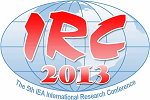 IRC
2013
The 5th IEA International Research Conference